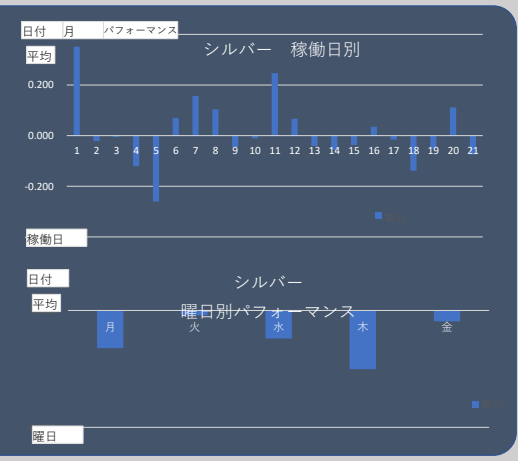 日付 月 パフォーマンス
シルバー 稼働日別
平均
0.200
0.000
1 2 3 4 5 6 7 8 9 10 11 12 13 14 15 16 17 18 19 20 21
-0.200
稼働日
日付
シルバー
平均
曜日別パフォーマンス
月 火 水 木 金
曜日